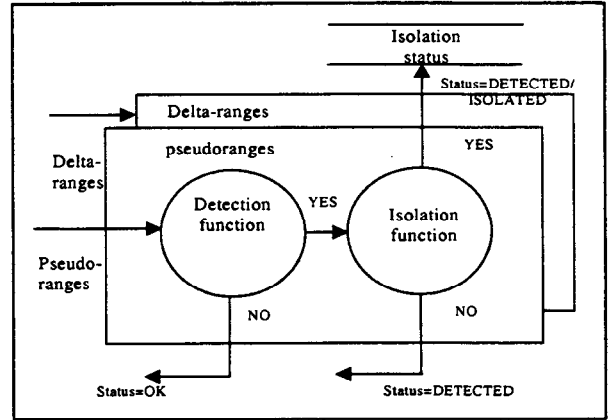 Isolation
status
Status=DETECTED/
ISOLATED
Delta-ranges
pseudoranges
YES
Delta-
ranges
Detection
function
YES
Isolation
function
Pseudo-
ranges
NO
NO
Status=OK
Status=DETECTED